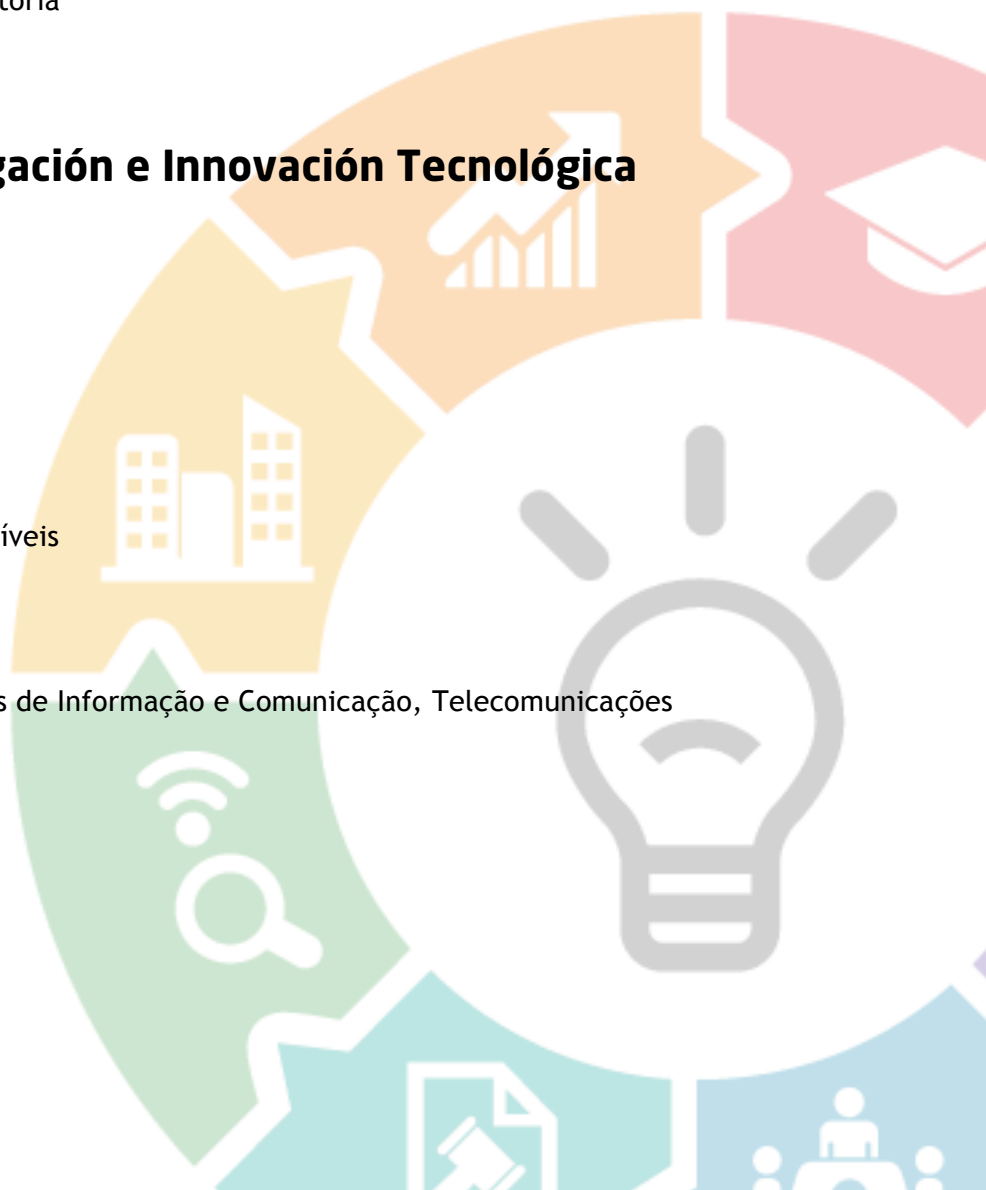 toria
gación e Innovación Tecnológica
íveis
s de Informação e Comunicação, Telecomunicações